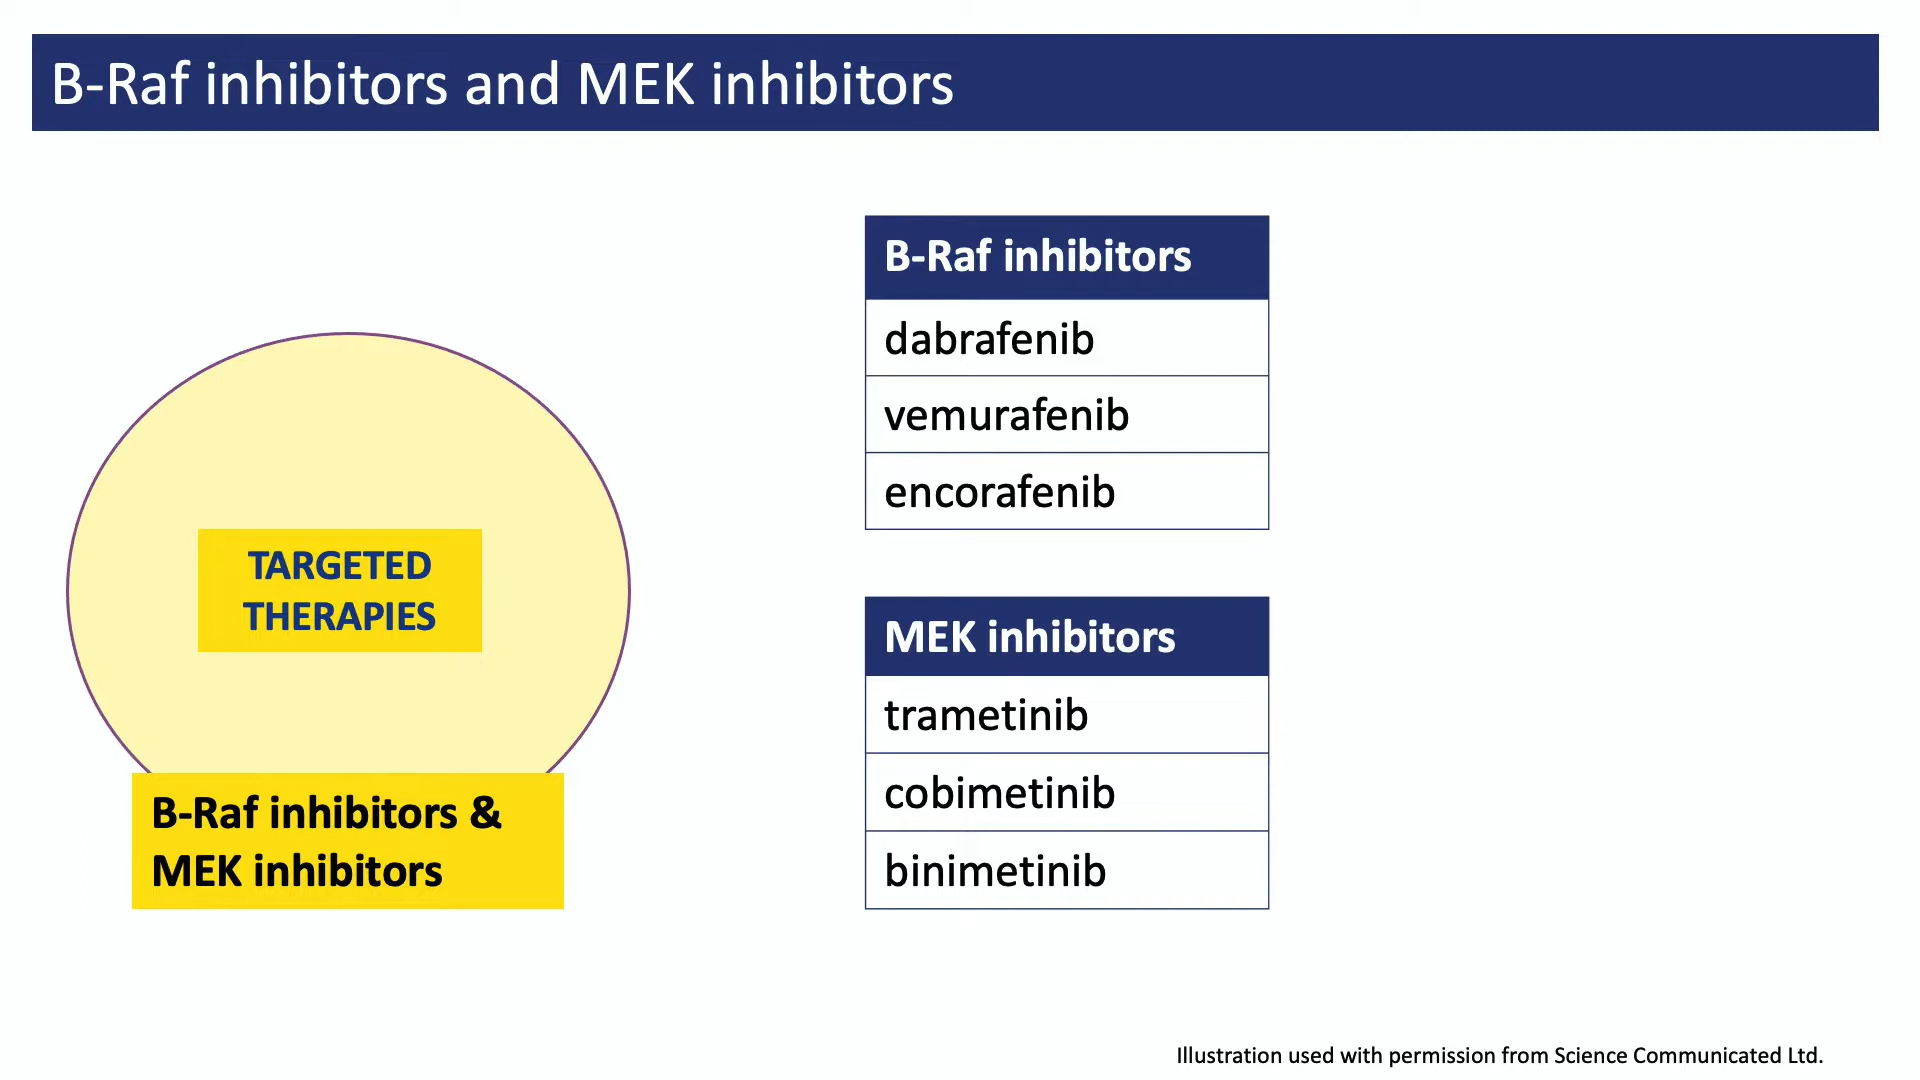 B-Raf inhibitors and MEK inhibitors
TARGETED
THERAPIES
B-Raf inhibitors &
MEK inhibitors
B-Raf inhibitors
dabrafenib
vemurafenib
encorafenib
MEK inhibitors
trametinib
cobimetinib
binimetinib
Illustration used with permission from Science Communicated Ltd.